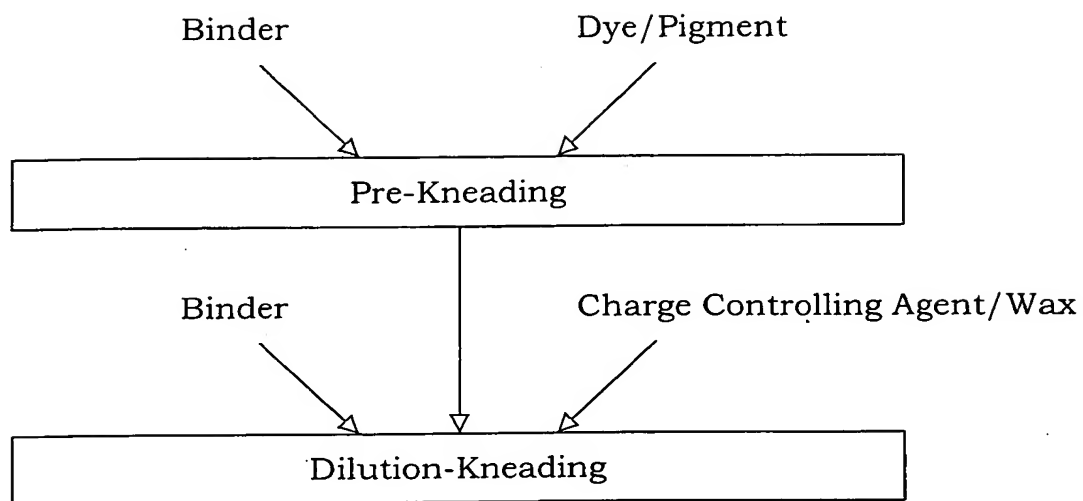 Binder
Dye/Pigment
Pre-Kneading
Binder
Charge Controlling Agent/Wax
Dilution-Kneading